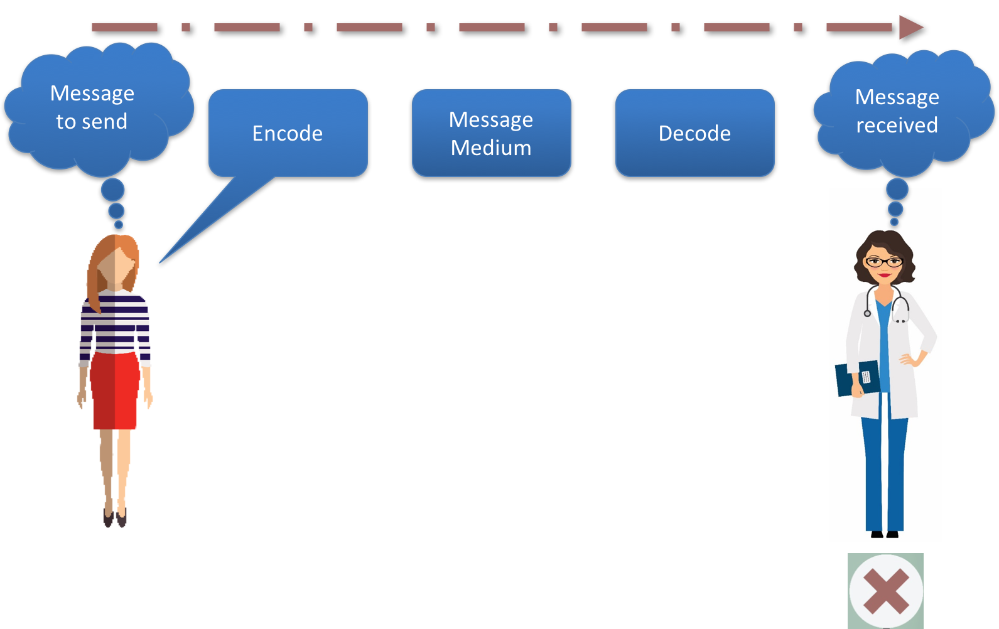 Message
to send
Encode
Message
Medium
Decode
Message
received